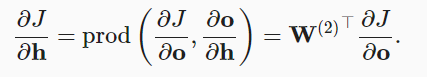 ∂J/∂𝐡 = prod(∂J/∂𝐨, ∂𝐨/∂𝐡) = 𝐖⁽²⁾⊤ ∂J/∂𝐨.